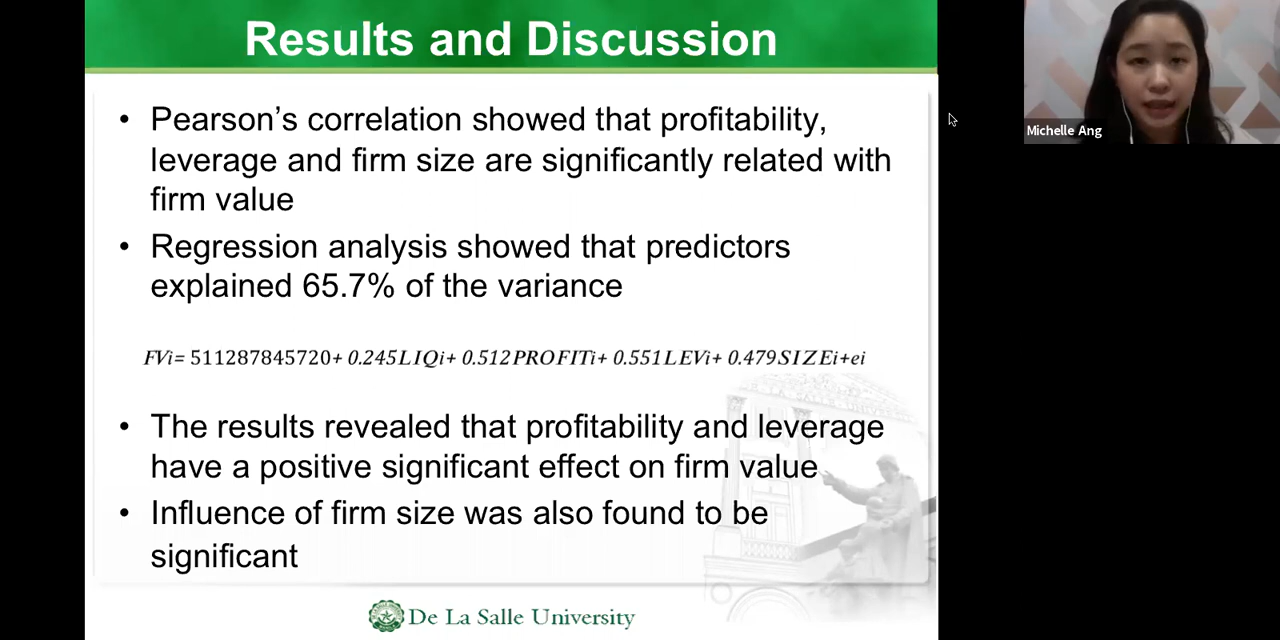 Results and Discussion
• Pearson's correlation showed that profitability,
leverage and firm size are significantly related with
firm value
• Regression analysis showed that predictors
explained 65.7% of the variance
FVi= 511287845720+ 0.245LIQi+ 0.512PROFITi+ 0.551LEVi+ 0.479SIZEi+ei
• The results revealed that profitability and leverage
have a positive significant effect on firm value
• Influence of firm size was also found to be
significant
De La Salle University
Michelle Ang